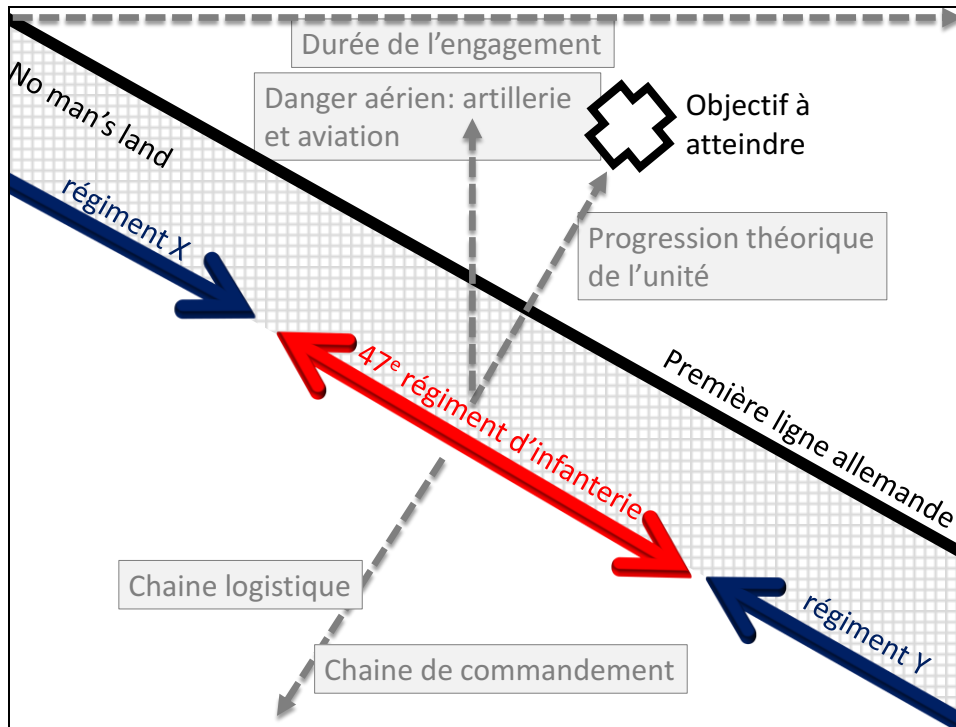 Durée de l’engagement
Danger aérien: artillerie
et aviation
Objectif à
atteindre
No man’s land
régiment X
Progression théorique
de l’unité
47e régiment d’infanterie
Première ligne allemande
Chaine logistique
Chaine de commandement
régiment Y